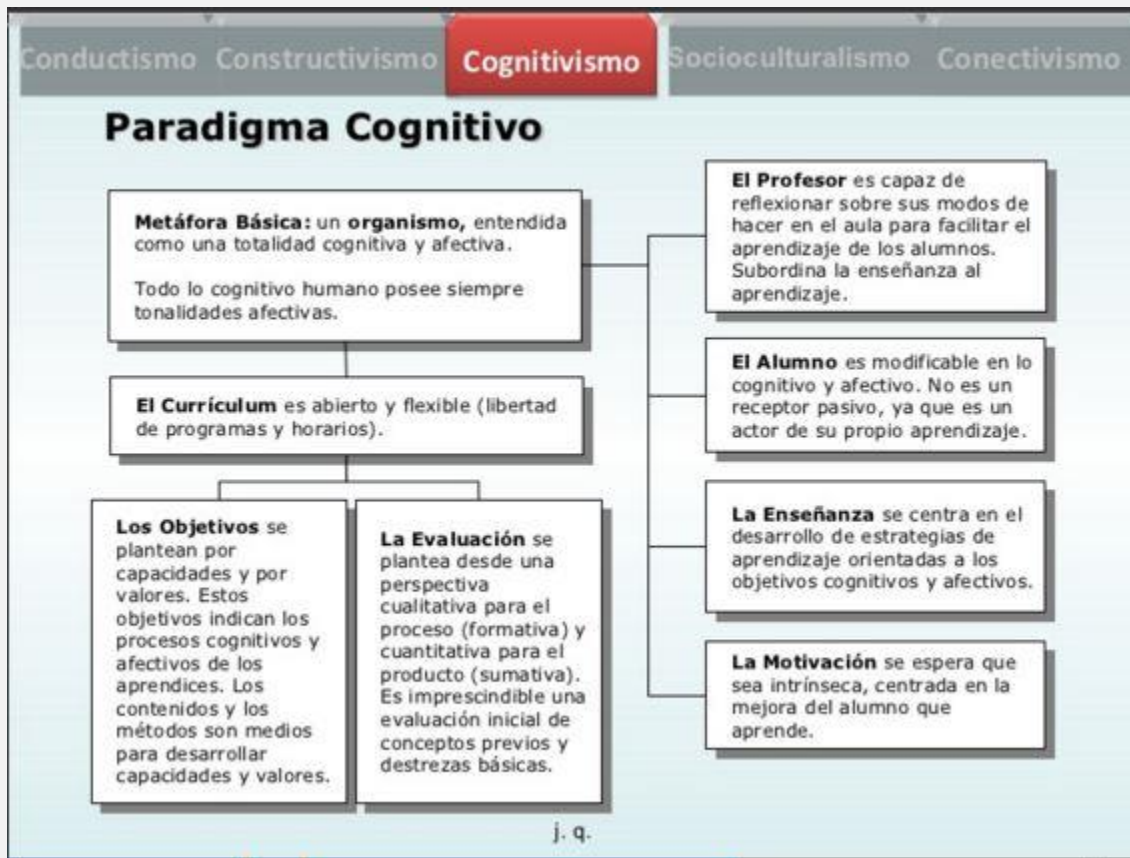 Conductismo Constructivismo Cognitivismo Socioculturalismo Conectivismo
Paradigma Cognitivo
Metáfora Básica: un organismo, entendida
como una totalidad cognitiva y afectiva.
Todo lo cognitivo humano posee siempre
tonalidades afectivas.
El Currículum es abierto y flexible (libertad
de programas y horarios).
Los Objetivos se
plantean por
capacidades y por
valores. Estos
objetivos indican los
procesos cognitivos y
afectivos de los
aprendices. Los
contenidos y los
métodos son medios
para desarrollar
capacidades y valores.
La Evaluación se
plantea desde una
perspectiva
cualitativa para el
proceso (formativa) y
cuantitativa para el
producto (sumativa).
Es imprescindible una
evaluación inicial de
conceptos previos y
destrezas básicas.
El Profesor es capaz de
reflexionar sobre sus modos de
hacer en el aula para facilitar el
aprendizaje de los alumnos.
Subordina la enseñanza al
aprendizaje.
El Alumno es modificable en lo
cognitivo y afectivo. No es un
receptor pasivo, ya que es un
actor de su propio aprendizaje.
La Enseñanza se centra en el
desarrollo de estrategias de
aprendizaje orientadas a los
objetivos cognitivos y afectivos.
La Motivación se espera que
sea intrínseca, centrada en la
mejora del alumno que
aprende.
j. q.